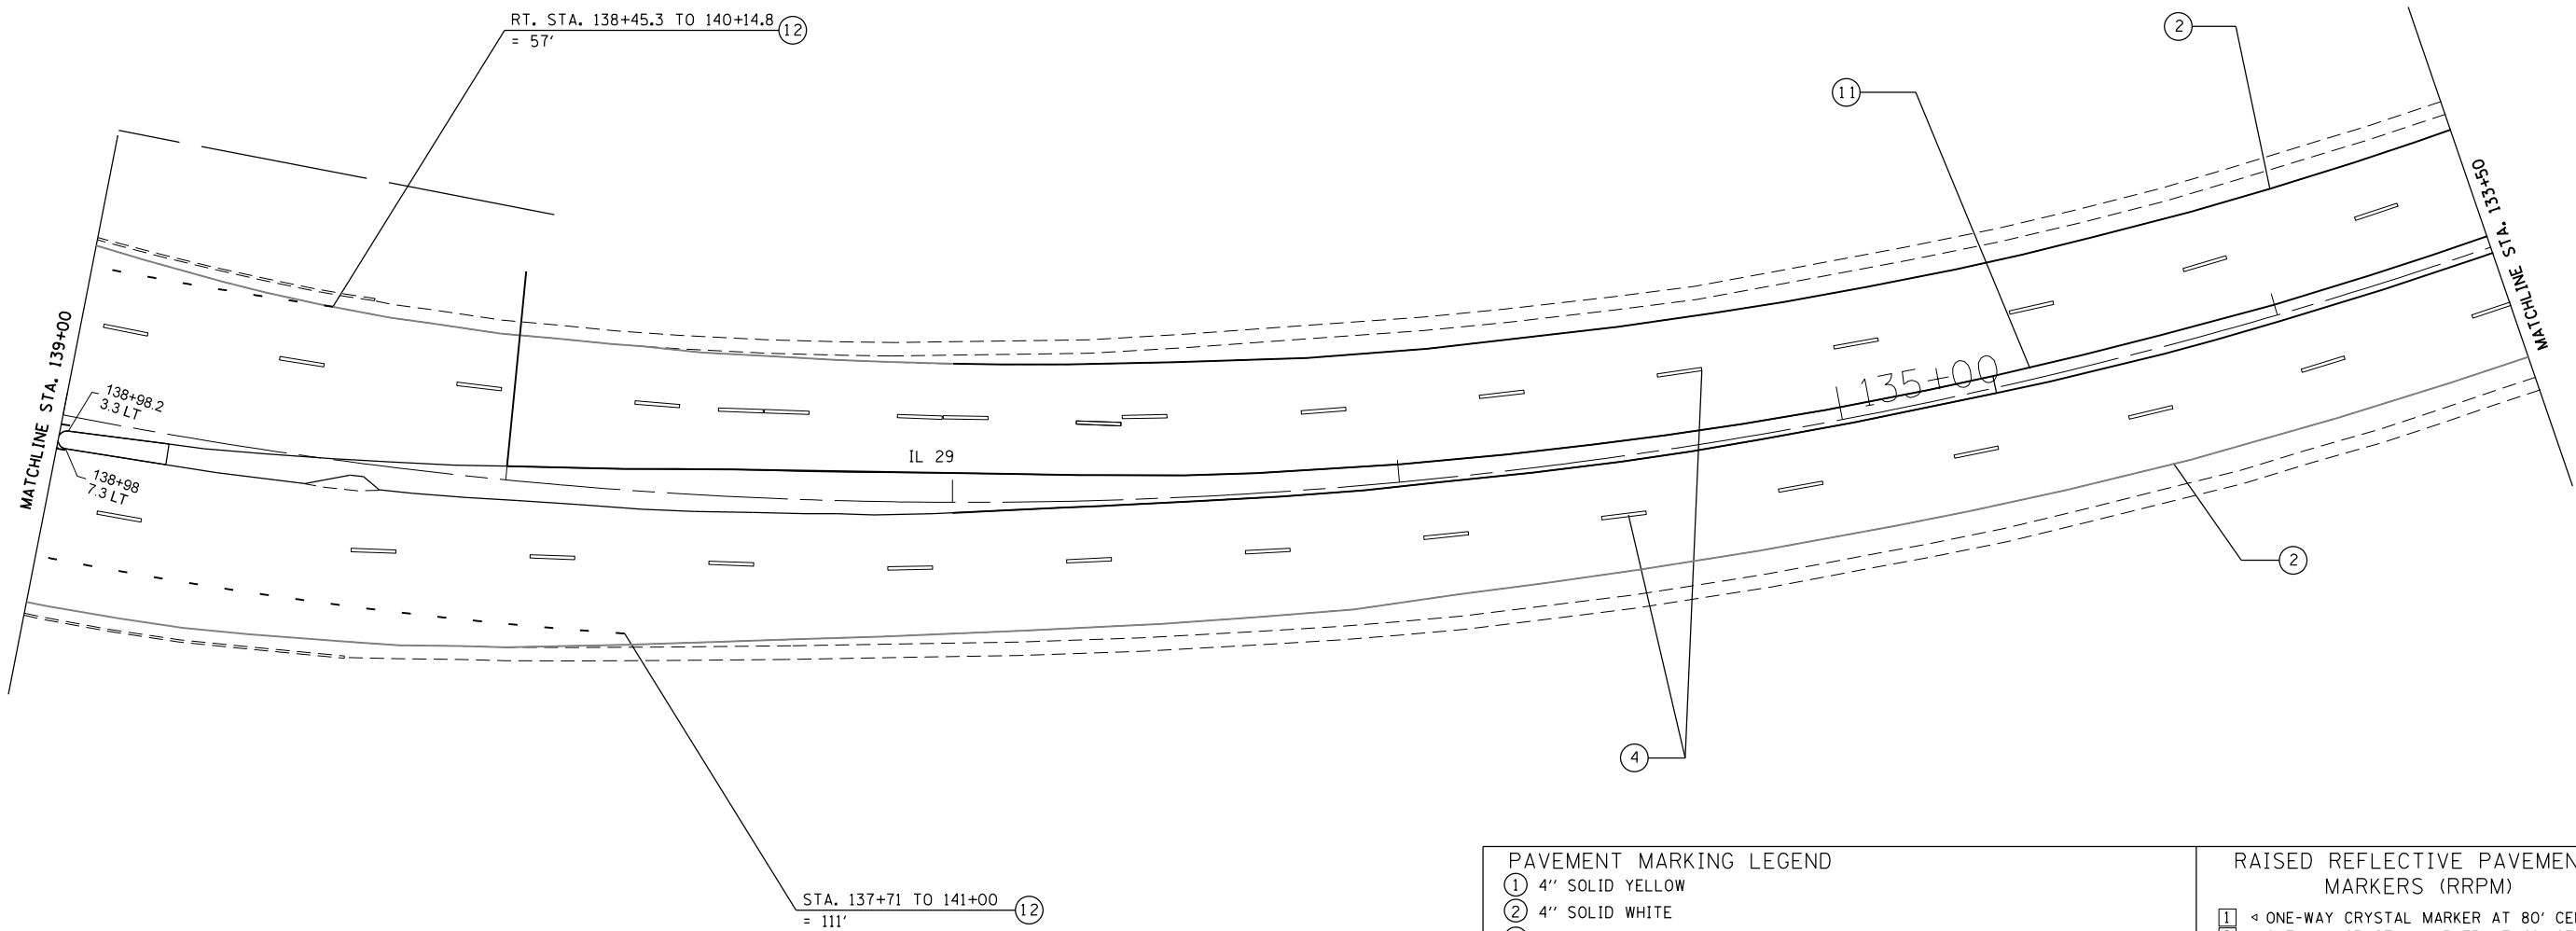 RT. STA. 138+45.3 TO 140+14.8
= 57'
12
2
11
MATCHLINE STA. 139+00
MATCHLINE STA. 133+50
138+98.2
3.3 LT
138+98
7.3 LT
IL 29
135+00
2
4
STA. 137+71 TO 141+00
= 111'
12
PAVEMENT MARKING LEGEND
1 4'' SOLID YELLOW
2 4'' SOLID WHITE
RAISED REFLECTIVE PAVEMEN
MARKERS (RRPM)
1 ONE-WAY CRYSTAL MARKER AT 80' CE